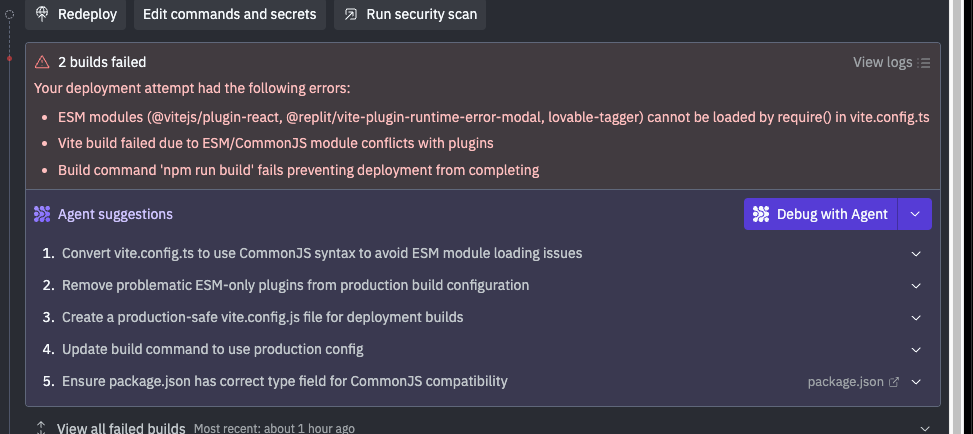 Redeploy Edit commands and secrets Run security scan
2 builds failed View logs
Your deployment attempt had the following errors:
• ESM modules (@vitejs/plugin-react, @replit/vite-plugin-runtime-error-modal, lovable-tagger) cannot be loaded by require() in vite.config.ts
• Vite build failed due to ESM/CommonJS module conflicts with plugins
• Build command 'npm run build' fails preventing deployment from completing
Agent suggestions Debug with Agent
1. Convert vite.config.ts to use CommonJS syntax to avoid ESM module loading issues
2. Remove problematic ESM-only plugins from production build configuration
3. Create a production-safe vite.config.js file for deployment builds
4. Update build command to use production config
5. Ensure package.json has correct type field for CommonJS compatibility package.json
View all failed builds Most recent: about 1 hour ago